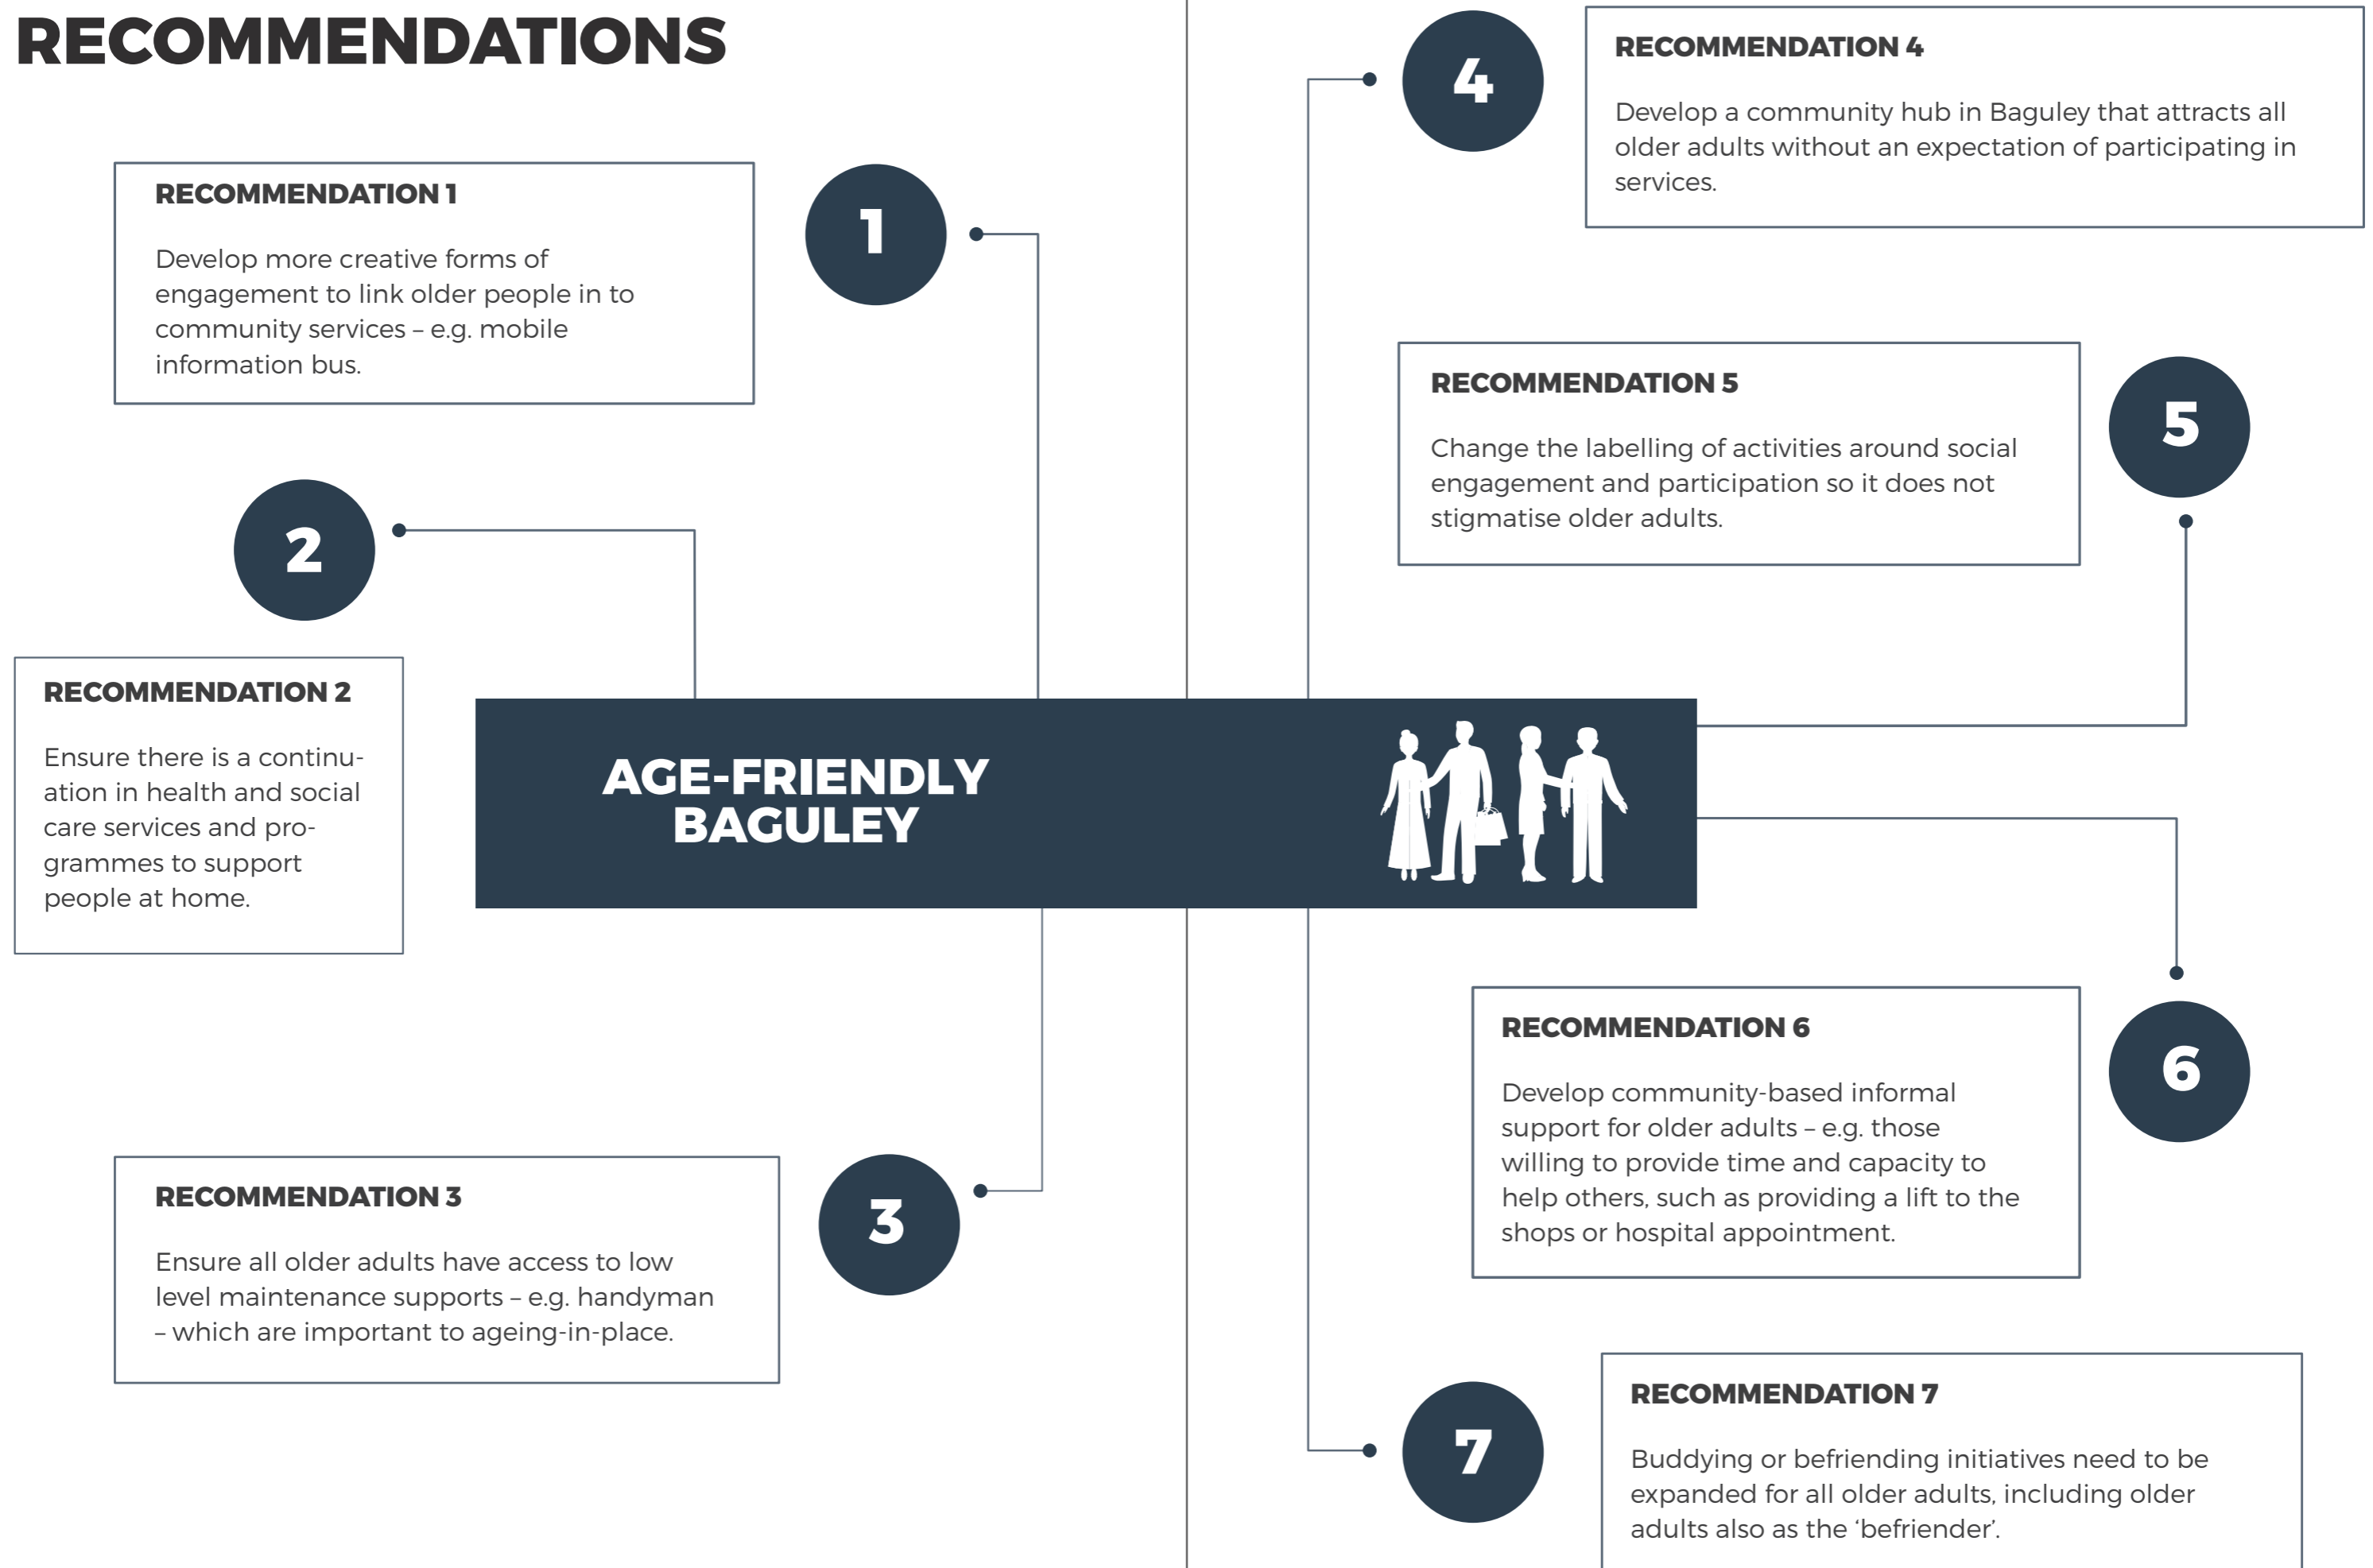 RECOMMENDATIONS
RECOMMENDATION 1
Develop more creative forms of
engagement to link older people in to
community services – e.g. mobile
information bus.
1
2
RECOMMENDATION 2
Ensure there is a continu-
ation in health and social
care services and pro-
grammes to support
people at home.
AGE-FRIENDLY
BAGULEY
RECOMMENDATION 3
Ensure all older adults have access to low
level maintenance supports – e.g. handyman
– which are important to ageing-in-place.
3
4
RECOMMENDATION 4
Develop a community hub in Baguley that attracts all
older adults without an expectation of participating in
services.
RECOMMENDATION 5
Change the labelling of activities around social
engagement and participation so it does not
stigmatise older adults.
5
RECOMMENDATION 6
Develop community-based informal
support for older adults – e.g. those
willing to provide time and capacity to
help others, such as providing a lift to the
shops or hospital appointment.
6
7
RECOMMENDATION 7
Buddying or befriending initiatives need to be
expanded for all older adults, including older
adults also as the ‘befriender’.